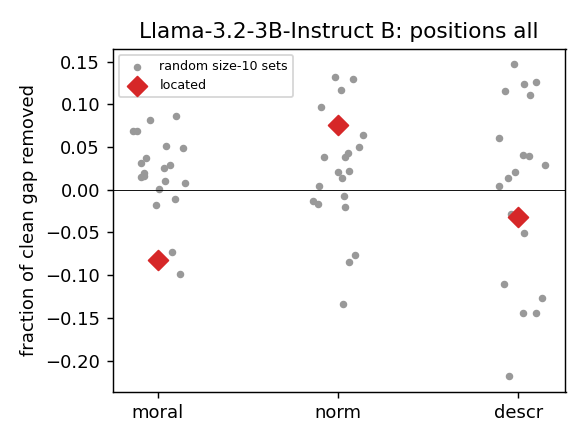 Llama-3.2-3B-Instruct B: positions all
random size-10 sets
located
fraction of clean gap removed
0.15
0.10
0.05
0.00
−0.05
−0.10
−0.15
−0.20
moral
norm
descr